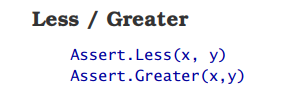 Less / Greater
Assert.Less(x, y)
Assert.Greater(x,y)